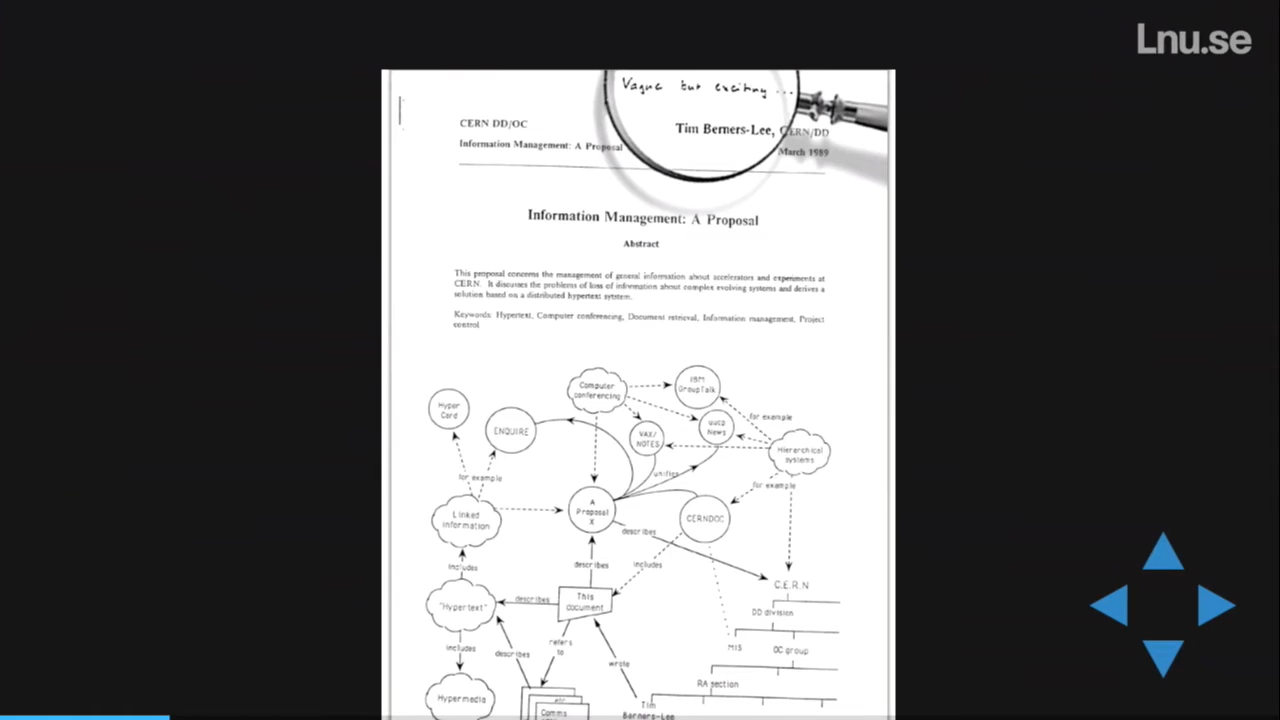 Lnu.se
Vague but exciting ...
CERN DD/OC
Tim Berners-Lee, CERN/DD
Information Management: A Proposal
March 1989
Information Management: A Proposal
Abstract
This proposal concerns the management of general information about accelerators and experiments at
CERN. It discusses the problems of loss of information about complex evolving systems and derives a
solution based on a distributed hypertext sytstem.
Keywords: Hypertext, Computer conferencing, Document retrieval, Information management, Project
control
Computer
conferencing
IBM
GroupTalk
Hyper
Card
ENQUIRE
VAX/
NOTES
uucp
News
for example
Hierarchical
systems
unifies
for example
for example
Linked
information
A
Proposal
X
CERNDOC
describes
includes
describes
includes
C.E.R.N
"Hypertext"
describes
This
document
DD division
includes
describes
refers
to
wrote
MIS
OC group
RA section
Hypermedia
etc
Comms
Tim
Berners-Lee